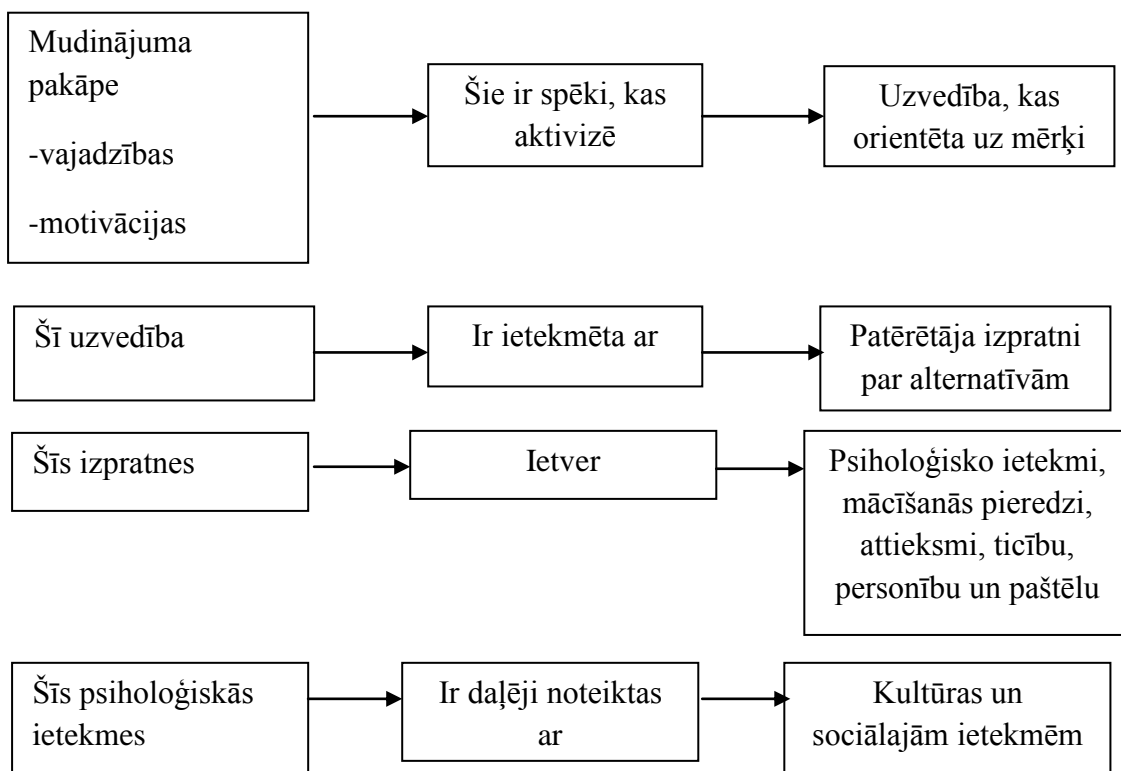 Mudinājuma
pakāpe
-vajadzības
-motivācijas
Šie ir spēki, kas
aktivizē
Uzvedība, kas
orientēta uz mērķi
Šī uzvedība
Ir ietekmēta ar
Patērētāja izpratni
par alternatīvām
Šīs izpratnes
Ietver
Psiholoģisko ietekmi,
mācīšanās pieredzi,
attieksmi, ticību,
personību un paštēlu
Šīs psiholoģiskās
ietekmes
Ir daļēji noteiktas
ar
Kultūras un
sociālajām ietekmēm